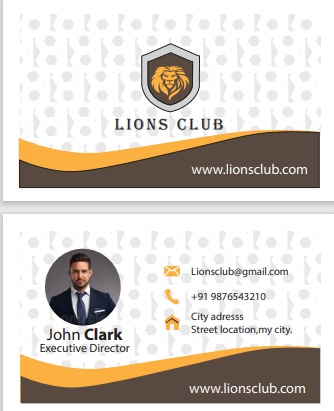 LIONS CLUB
www.lionsclub.com
John Clark
Executive Director
Lionsclub@gmail.com
+91 9876543210
City adresss
Street location,my city.
www.lionsclub.com